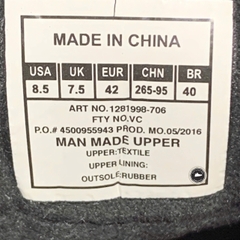 MADE IN CHINA
USA UK EUR CHN BR
8.5 7.5 42 265-95 40
ART NO.1281998-706
FTY NO.VC
P.O.# 4500955943 PROD. MO.05/2016
MAN MADE UPPER
UPPER:TEXTILE
UPPER LINING:
OUTSOLE:RUBBER